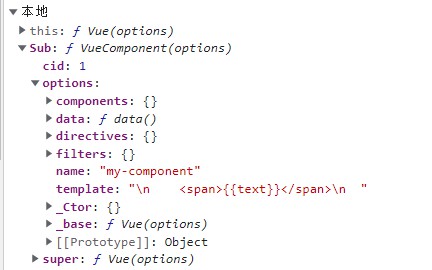 本地
this: ƒ Vue(options)
Sub: ƒ VueComponent(options)
cid: 1
options:
components: {}
data: ƒ data()
directives: {}
filters: {}
name: "my-component"
template: "\n    <span>{{text}}</span>\n  "
_Ctor: {}
_base: ƒ Vue(options)
[[Prototype]]: Object
super: ƒ Vue(options)